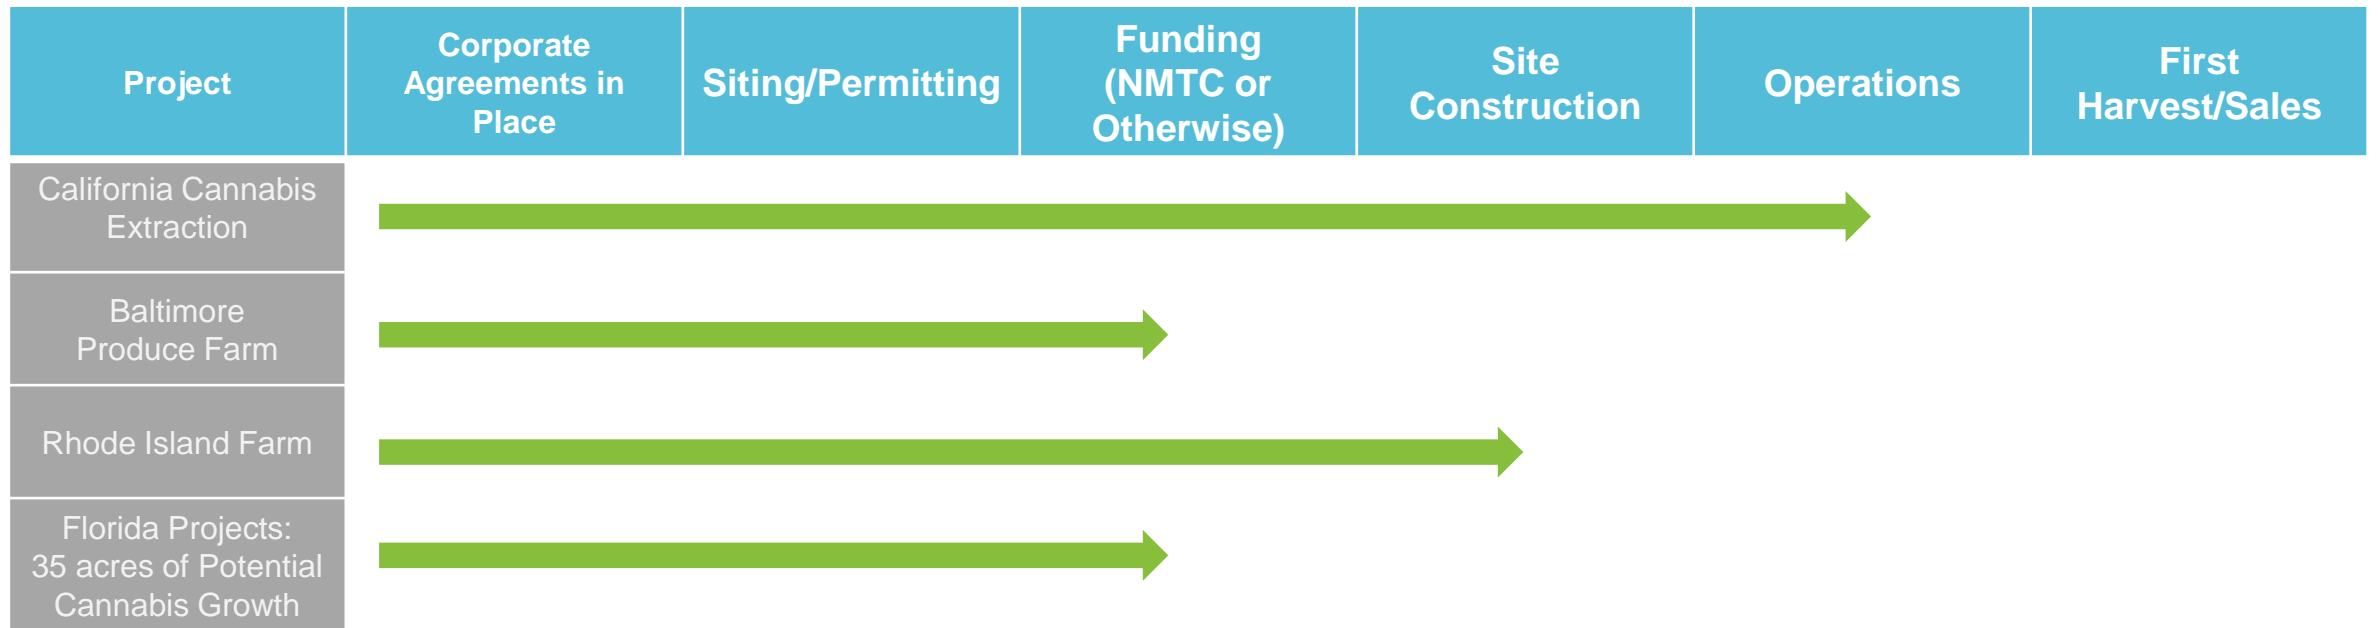 Project
Corporate
Agreements in
Place
Siting/Permitting
Funding
(NMTC or
Otherwise)
Site
Construction
Operations
First
Harvest/Sales
California Cannabis
Extraction
Baltimore
Produce Farm
Rhode Island Farm
Florida Projects:
35 acres of Potential
Cannabis Growth